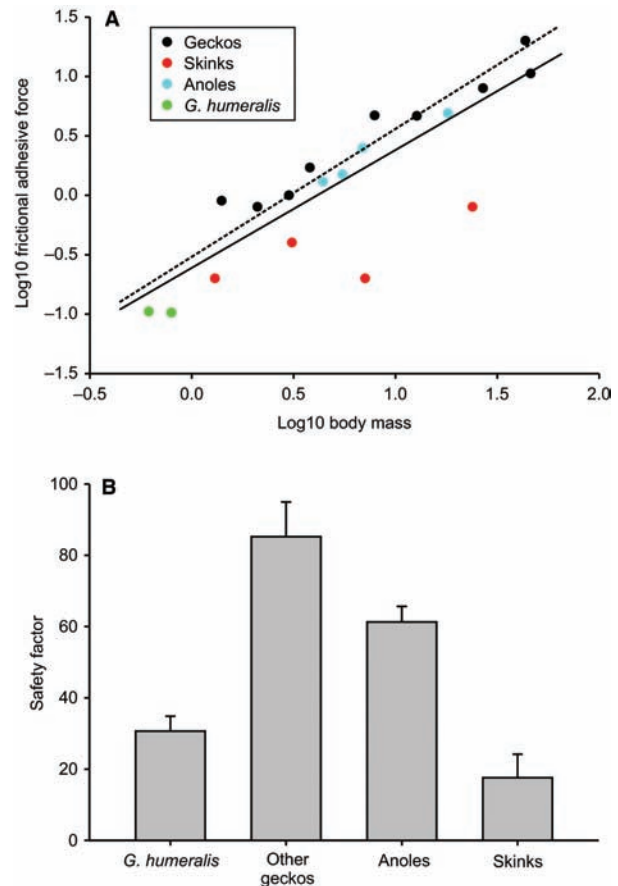 A
Geckos
Skinks
Anoles
G. humeralis
Log10 frictional adhesive force
1.5
1.0
0.5
0.0
–0.5
–1.0
–1.5
–0.5 0.0 0.5 1.0 1.5 2.0
Log10 body mass
B
Safety factor
100
80
60
40
20
0
G. humeralis Other geckos Anoles Skinks